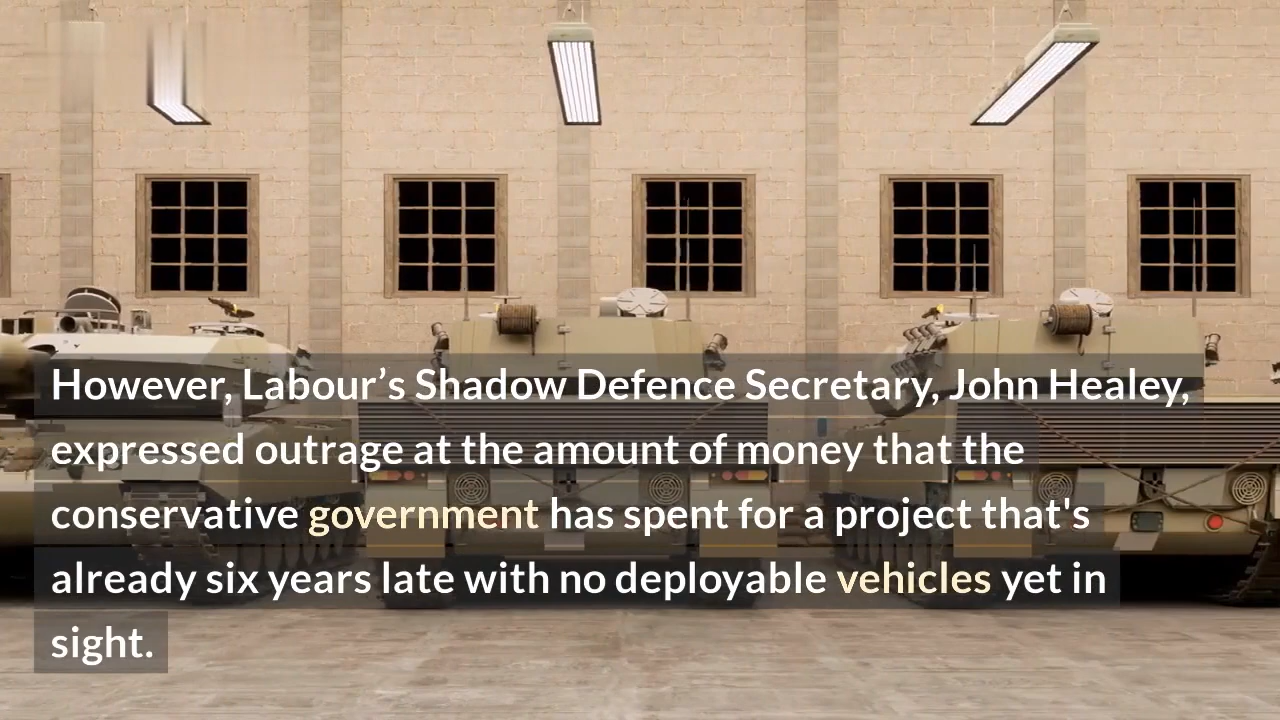 However, Labour’s Shadow Defence Secretary, John Healey,
expressed outrage at the amount of money that the
conservative government has spent for a project that's
already six years late with no deployable vehicles yet in
sight.